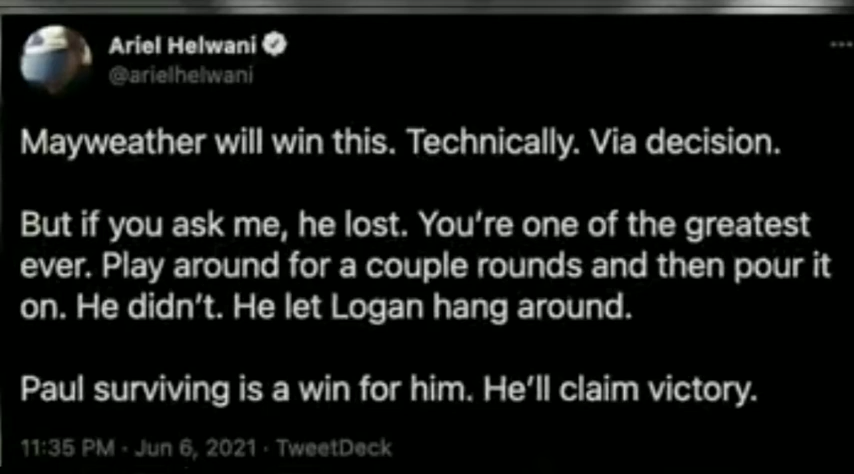 Ariel Helwani
@arielhelwani
Mayweather will win this. Technically. Via decision.
But if you ask me, he lost. You're one of the greatest
ever. Play around for a couple rounds and then pour it
on. He didn't. He let Logan hang around.
Paul surviving is a win for him. He'll claim victory.
11:35 PM · Jun 6, 2021 · TweetDeck